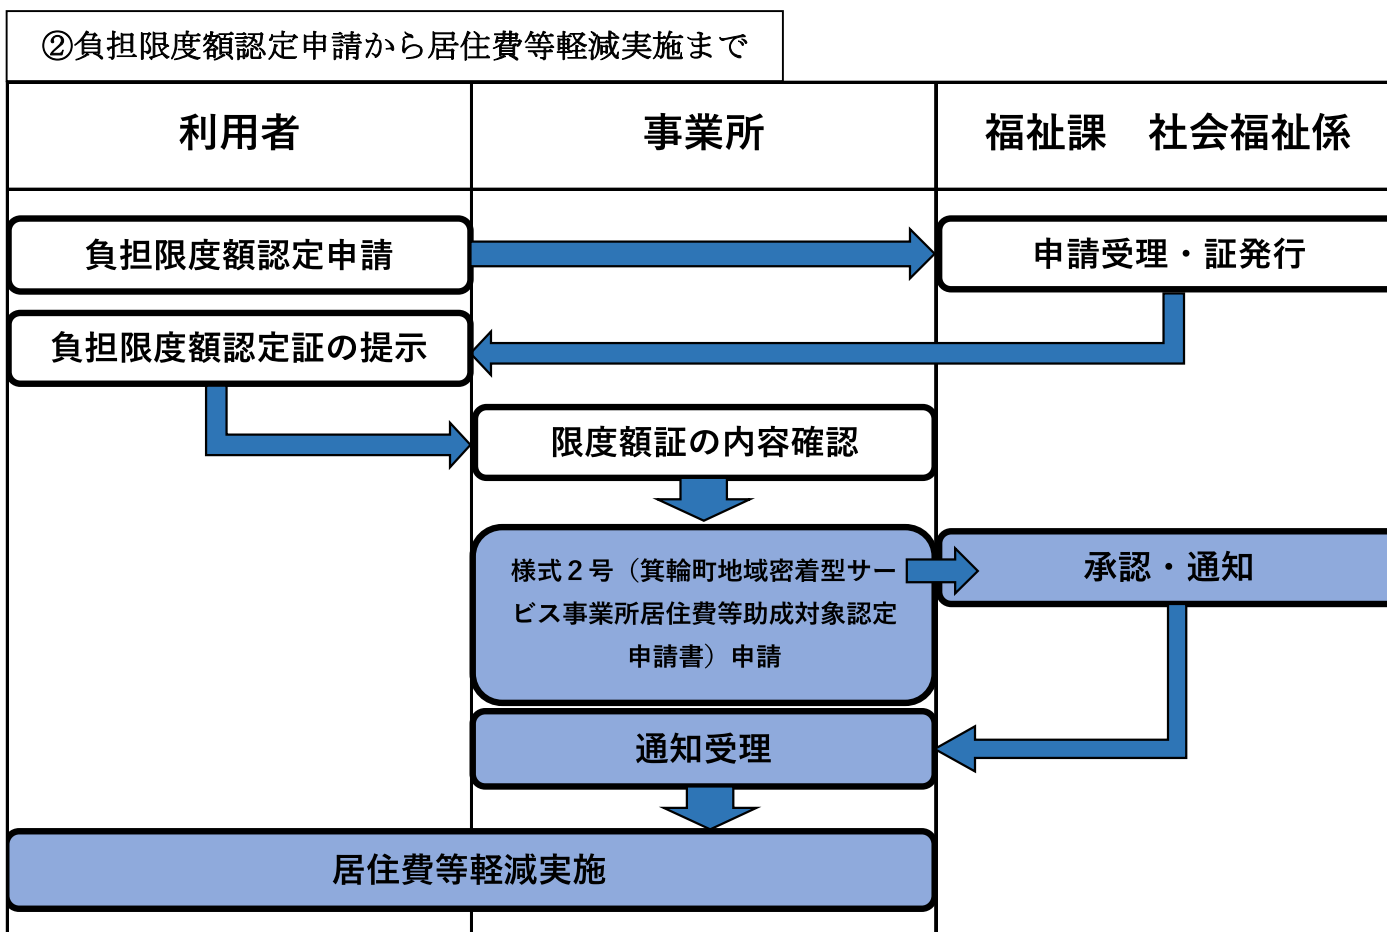 ②負担限度額認定申請から居住費等軽減実施まで
利用者
事業所
福祉課　社会福祉係
負担限度額認定申請
申請受理・証発行
負担限度額認定証の提示
限度額証の内容確認
様式２号（箕輪町地域密着型サー
ビス事業所居住費等助成対象認定
申請書）申請
承認・通知
通知受理
居住費等軽減実施